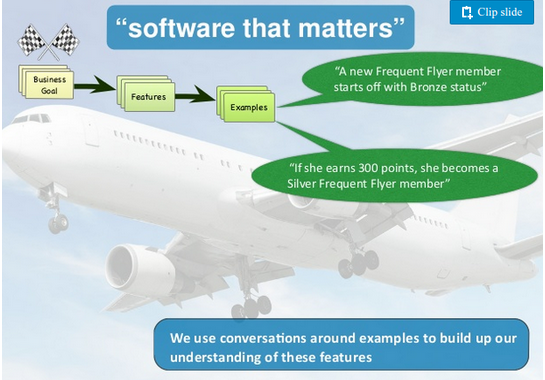 Clip slide
“software that matters”
Business
Goal
Features
Examples
“A new Frequent Flyer member
starts off with Bronze status”
“If she earns 300 points, she becomes a
Silver Frequent Flyer member”
We use conversations around examples to build up our
understanding of these features